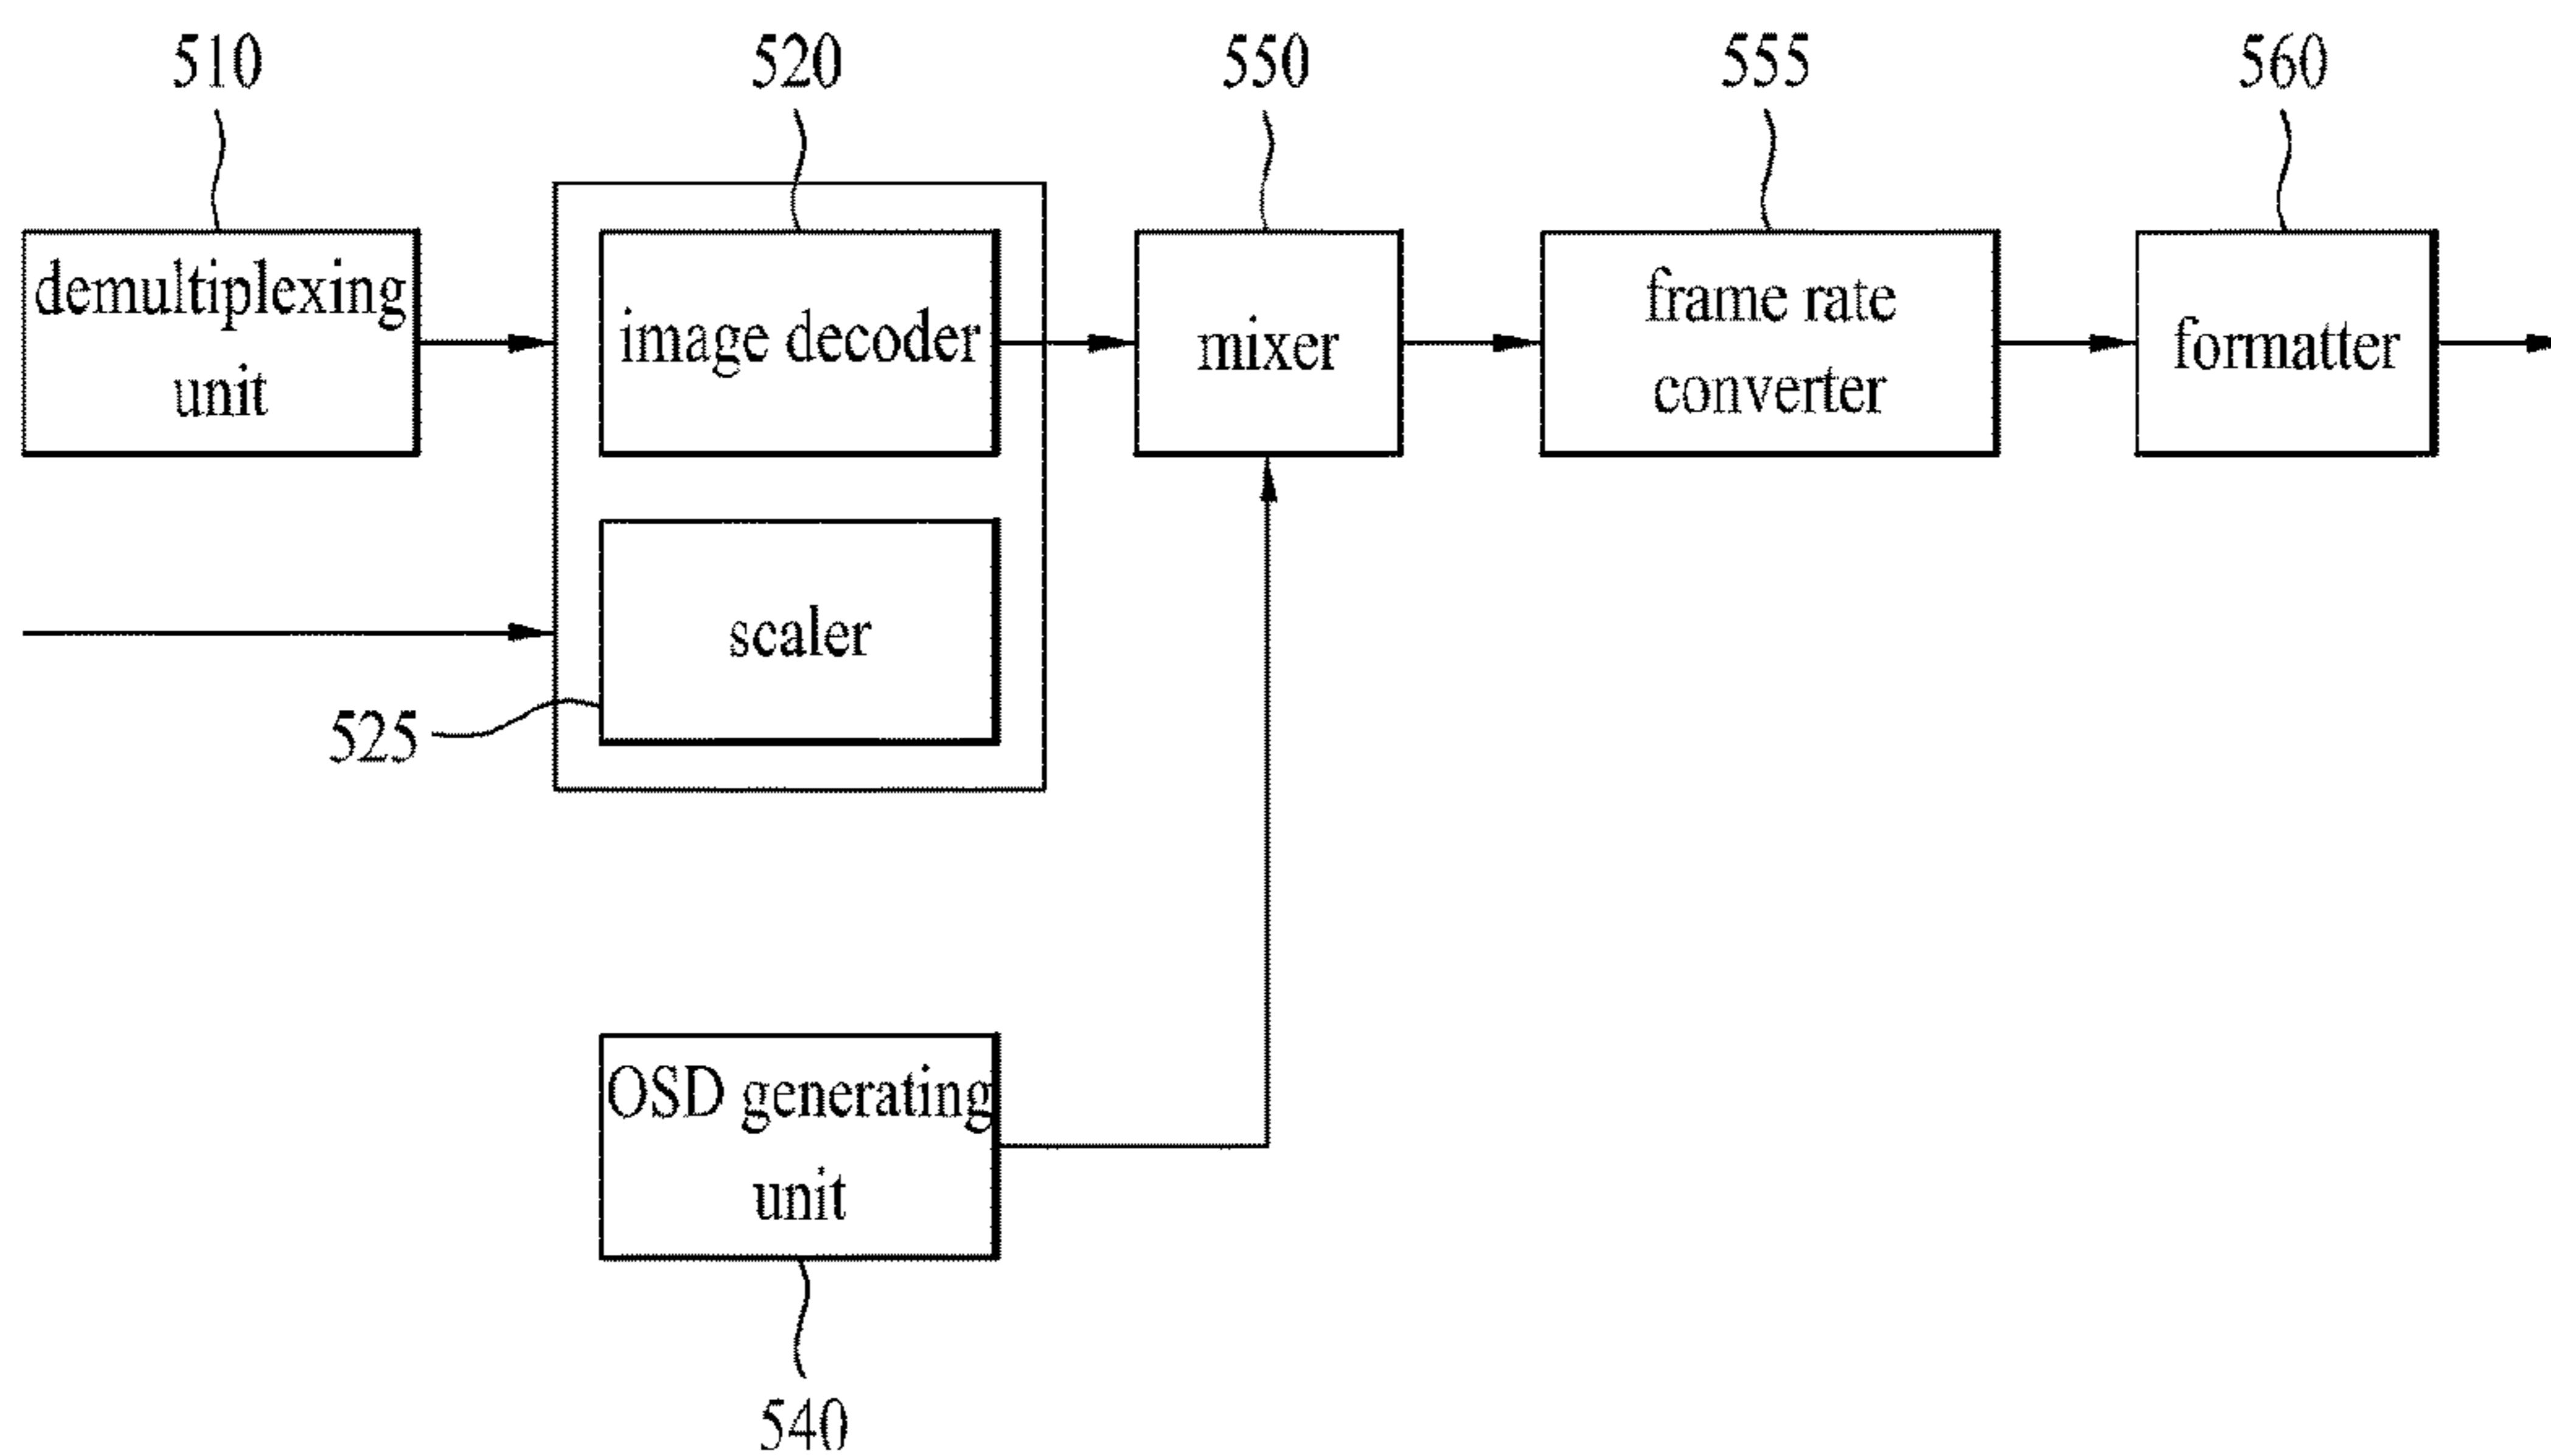 510
520
550
555
560
demultiplexing
unit
image decoder
mixer
frame rate
converter
formatter
scaler
525
OSD generating
unit
540